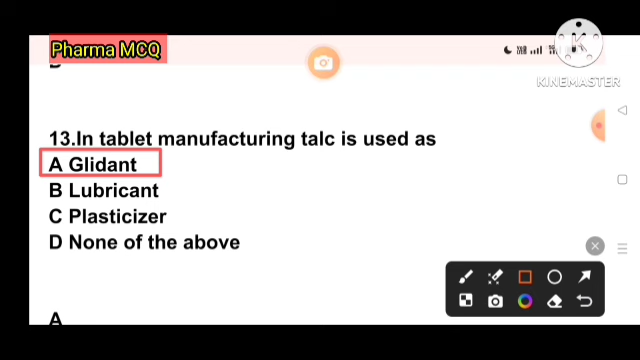 Pharma MCQ
KINEMASTER
13.In tablet manufacturing talc is used as
A Glidant
B Lubricant
C Plasticizer
D None of the above
A